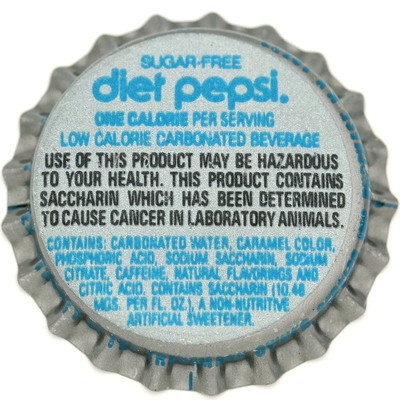 SUGAR-FREE
diet pepsi.
ONE CALORIE PER SERVING
LOW CALORIE CARBONATED BEVERAGE
USE OF THIS PRODUCT MAY BE HAZARDOUS
TO YOUR HEALTH. THIS PRODUCT CONTAINS
SACCHARIN WHICH HAS BEEN DETERMINED
TO CAUSE CANCER IN LABORATORY ANIMALS.
CONTAINS: CARBONATED WATER, CARAMEL COLOR,
PHOSPHORIC ACID, SODIUM SACCHARIN, SODIUM
CITRATE, CAFFEINE, NATURAL FLAVORINGS AND
CITRIC ACID. CONTAINS SACCHARIN (10.46
MGS. PER FL. OZ.), A NON-NUTRITIVE
ARTIFICIAL SWEETENER.